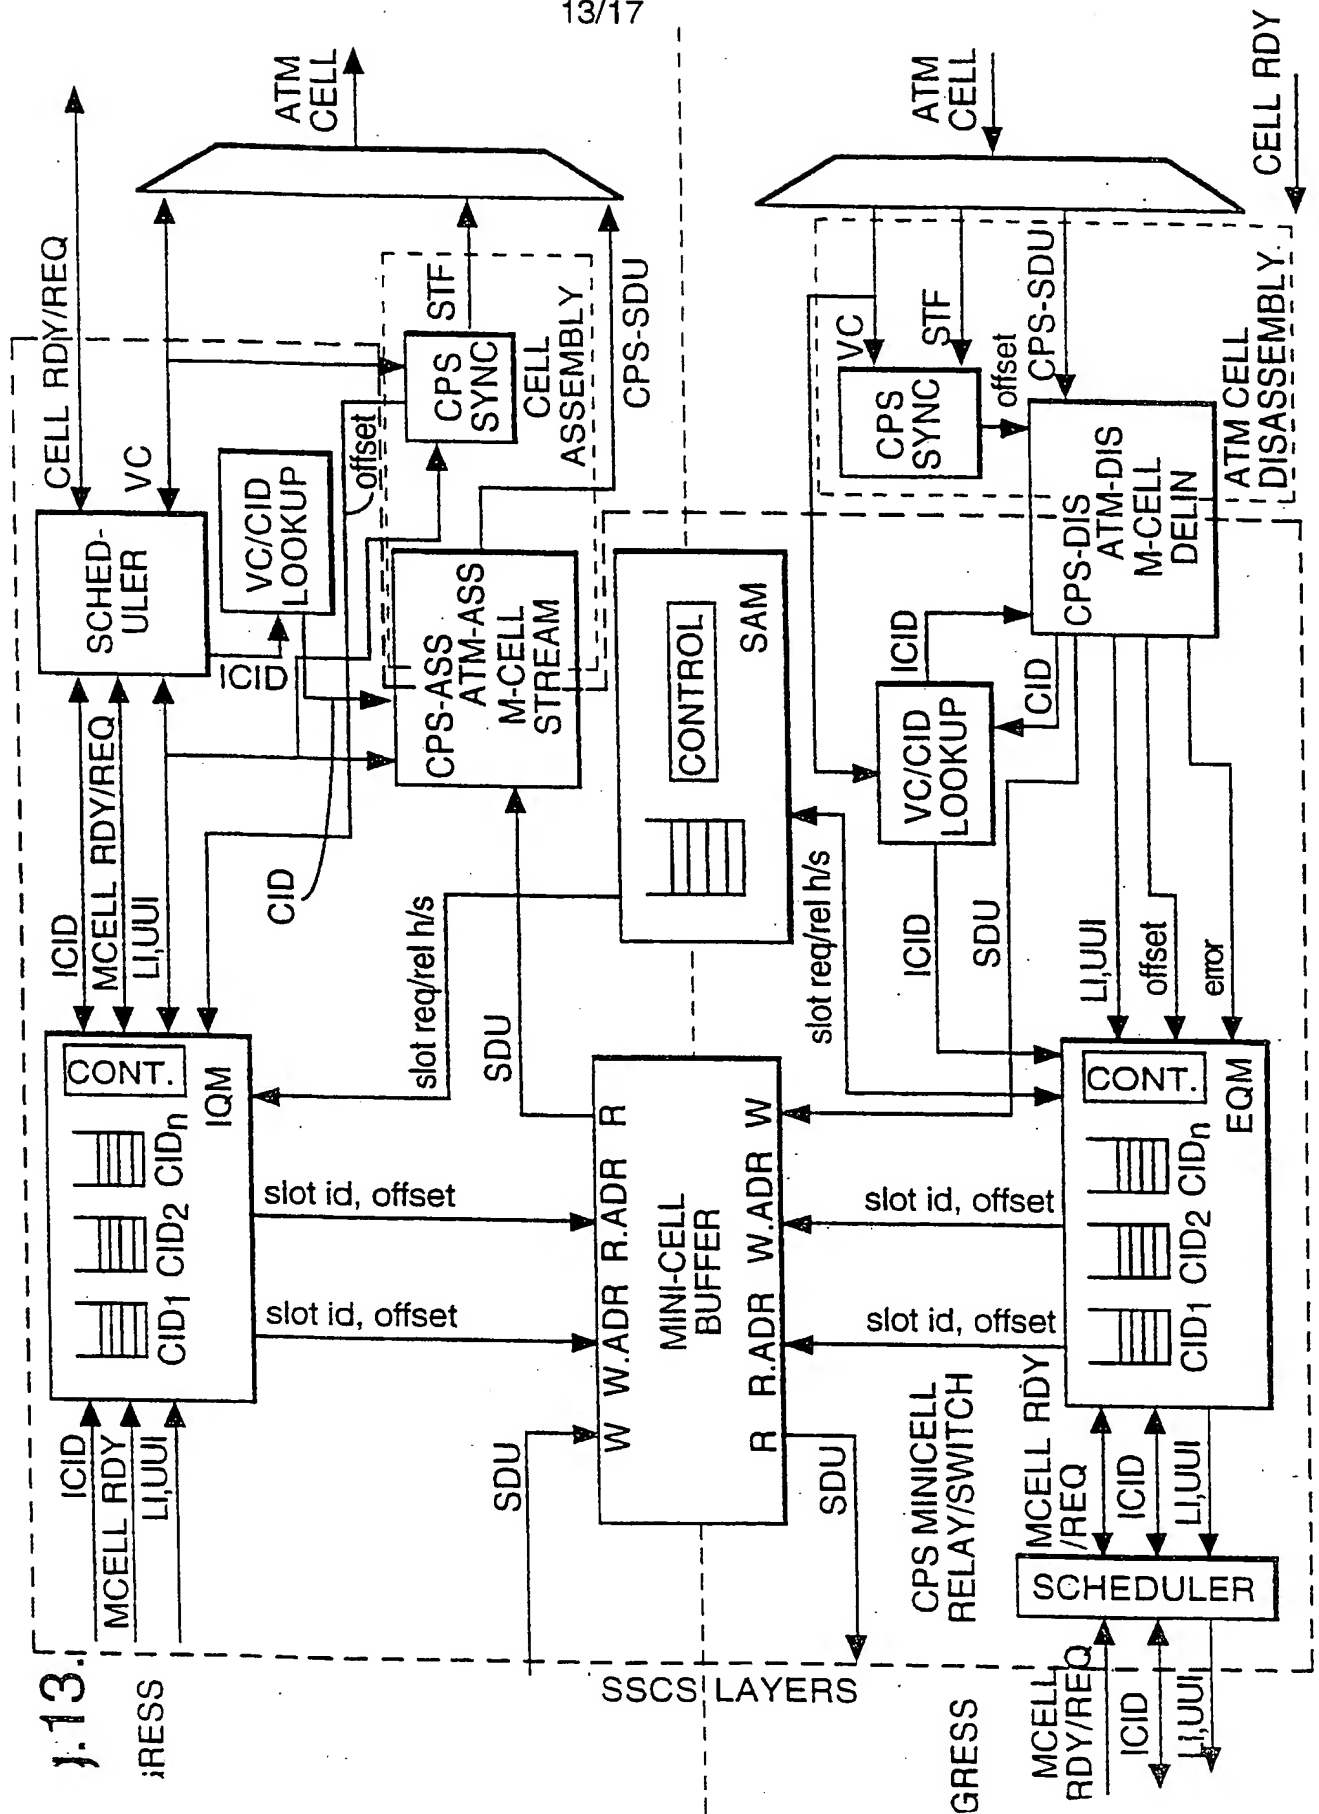 13/17
CELL RDY/REQ
VC
ATM
CELL
SCHED-
ULER
VC/CID
LOOKUP
offset
CPS
SYNC
STF
CELL
ASSEMBLY
CPS-SDU
ICID
CPS-ASS
ATM-ASS
M-CELL
STREAM
ICID
MCELL RDY/REQ
LI,UUI
CID
slot req/rel h/s
SDU
CONTROL
SAM
CONT.
IQM
CID1
CID2
CIDn
slot id, offset
slot id, offset
ICID
MCELL RDY
LI,UUI
SDU
W
W.ADR
R.ADR
R
MINI-CELL
BUFFER
R
R.ADR
W.ADR
W
SDU
SSCS LAYERS
ATM
CELL
CELL RDY
VC
STF
CPS-SDU
CPS
SYNC
offset
ATM CELL
DISASSEMBLY
CPS-DIS
ATM-DIS
M-CELL
DELIN
ICID
CID
VC/CID
LOOKUP
slot req/rel h/s
ICID
SDU
LI,UUI
offset
error
CONT.
EQM
CID1
CID2
CIDn
slot id, offset
slot id, offset
CPS MINICELL
RELAY/SWITCH
MCELL RDY
/REQ
ICID
LI,UUI
SCHEDULER
MCELL
RDY/REQ
ICID
LI,UUI
GRESS
RESS
.13.